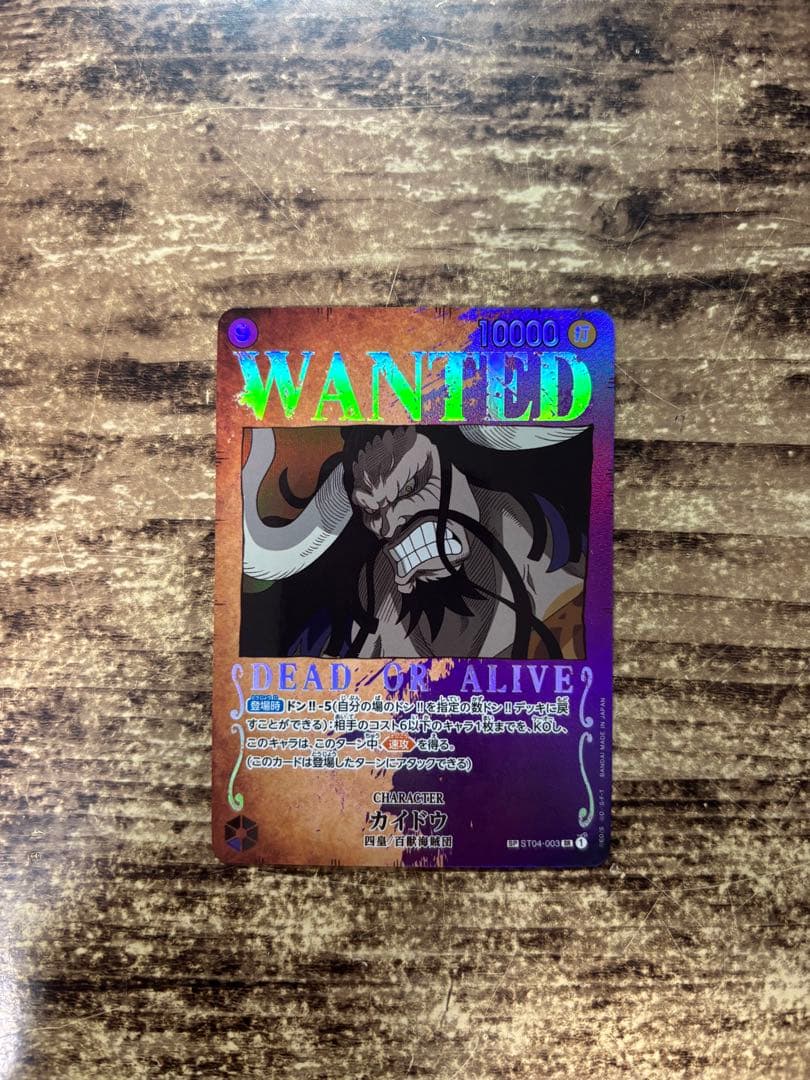 9 10000 打
WANTED
DEAD OR ALIVE
登場時 ドン!!-5(自分の場のドン!!を指定の数ドン!!デッキに戻
すことができる):相手のコスト6以下のキャラ1枚までを、KOし、
このキャラは、このターン中、速攻を得る。
(このカードは登場したターンにアタックできる)
CHARACTER
カイドウ
四皇/百獣海賊団
SP ST04-003 SR 1
BANDAI MADE IN JAPAN